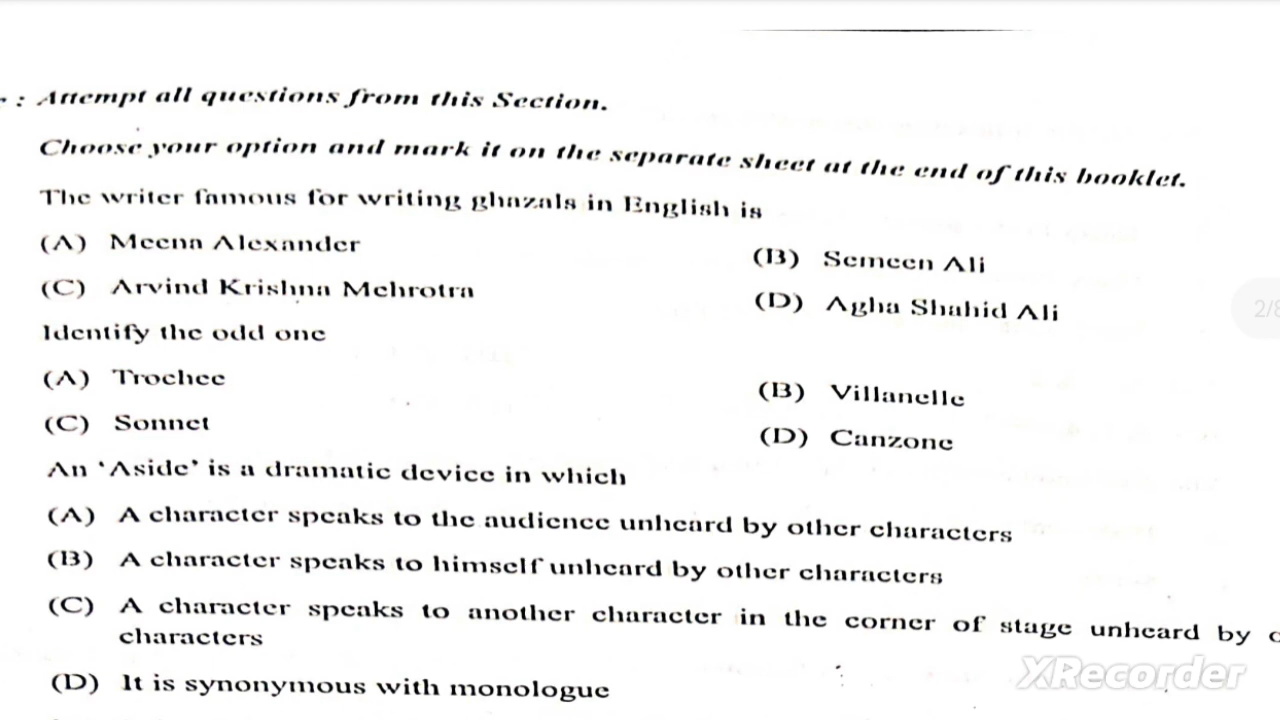 : Attempt all questions from this Section.
Choose your option and mark it on the separate sheet at the end of this booklet.
The writer famous for writing ghazals in English is
(A) Meena Alexander
(B) Semeen Ali
(C) Arvind Krishna Mehrotra
(D) Agha Shahid Ali
2/8
Identify the odd one
(A) Trochee
(B) Villanelle
(C) Sonnet
(D) Canzone
An ‘Aside’ is a dramatic device in which
(A) A character speaks to the audience unheard by other characters
(B) A character speaks to himself unheard by other characters
(C) A character speaks to another character in the corner of stage unheard by
characters
(D) It is synonymous with monologue
XRecorder